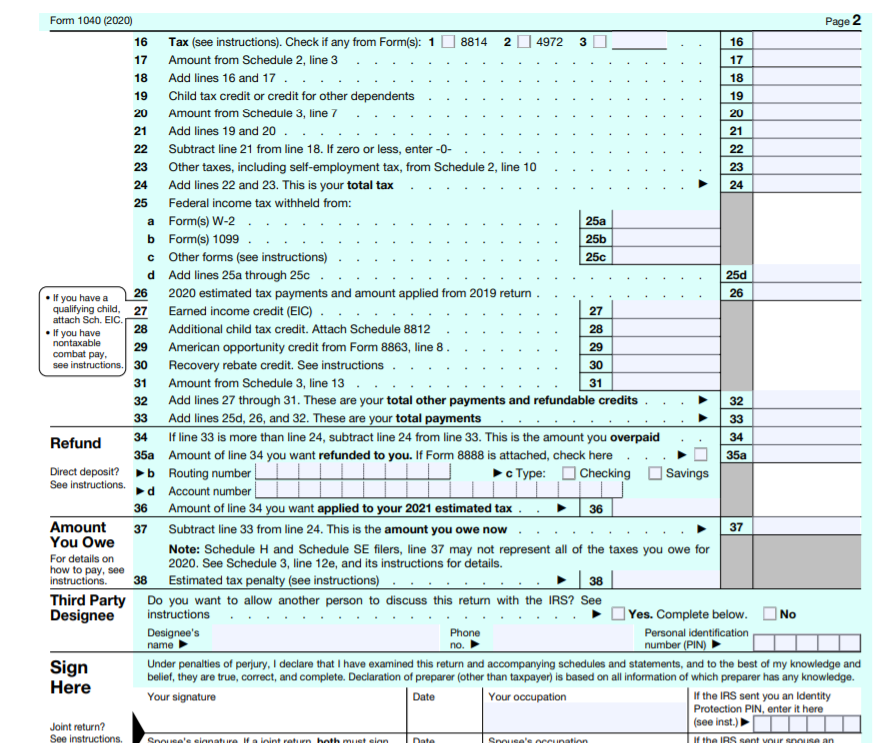 Form 1040 (2020) Page 2
16 Tax (see instructions). Check if any from Form(s): 1 8814 2 4972 3 . . 16
17 Amount from Schedule 2, line 3 . . . . . . . . . . . . . . . . . . . . 17
18 Add lines 16 and 17 . . . . . . . . . . . . . . . . . . . . . . . 18
19 Child tax credit or credit for other dependents . . . . . . . . . . . . . . . . 19
20 Amount from Schedule 3, line 7 . . . . . . . . . . . . . . . . . . . . 20
21 Add lines 19 and 20 . . . . . . . . . . . . . . . . . . . . . . . 21
22 Subtract line 21 from line 18. If zero or less, enter -0- . . . . . . . . . . . . . . 22
23 Other taxes, including self-employment tax, from Schedule 2, line 10 . . . . . . . . . 23
24 Add lines 22 and 23. This is your total tax . . . . . . . . . . . . . . . . ▶ 24
25 Federal income tax withheld from:
a Form(s) W-2 . . . . . . . . . . . . . . . . . . 25a
b Form(s) 1099 . . . . . . . . . . . . . . . . . . 25b
c Other forms (see instructions) . . . . . . . . . . . . . 25c
d Add lines 25a through 25c . . . . . . . . . . . . . . . . . . . . . 25d
26 2020 estimated tax payments and amount applied from 2019 return . . . . . . . . . . 26
• If you have a qualifying child, attach Sch. EIC.
• If you have nontaxable combat pay, see instructions.
27 Earned income credit (EIC) . . . . . . . . . . . . . 27
28 Additional child tax credit. Attach Schedule 8812 . . . . . . . 28
29 American opportunity credit from Form 8863, line 8 . . . . . . . 29
30 Recovery rebate credit. See instructions . . . . . . . . . . 30
31 Amount from Schedule 3, line 13 . . . . . . . . . . . . 31
32 Add lines 27 through 31. These are your total other payments and refundable credits . . . ▶ 32
33 Add lines 25d, 26, and 32. These are your total payments . . . . . . . . . . . ▶ 33
Refund
34 If line 33 is more than line 24, subtract line 24 from line 33. This is the amount you overpaid . . 34
35a Amount of line 34 you want refunded to you. If Form 8888 is attached, check here . . . ▶ 35a
Direct deposit?
See instructions.
▶ b Routing number ▶ c Type: Checking Savings
▶ d Account number
36 Amount of line 34 you want applied to your 2021 estimated tax . . ▶ 36
Amount
You Owe
For details on
how to pay, see
instructions.
37 Subtract line 33 from line 24. This is the amount you owe now . . . . . . . . . . ▶ 37
Note: Schedule H and Schedule SE filers, line 37 may not represent all of the taxes you owe for
2020. See Schedule 3, line 12e, and its instructions for details.
38 Estimated tax penalty (see instructions) . . . . . . . . . ▶ 38
Third Party
Designee
Do you want to allow another person to discuss this return with the IRS? See
instructions . . . . . . . . . . . . . . . . . . . . ▶ Yes. Complete below. No
Designee's
name ▶
Phone
no. ▶
Personal identification
number (PIN) ▶
Sign
Here
Under penalties of perjury, I declare that I have examined this return and accompanying schedules and statements, and to the best of my knowledge and
belief, they are true, correct, and complete. Declaration of preparer (other than taxpayer) is based on all information of which preparer has any knowledge.
Your signature Date Your occupation
If the IRS sent you an Identity
Protection PIN, enter it here
(see inst.) ▶
Joint return?
See instructions.
Spouse's signature. If a joint return, both must sign. Date Spouse's occupation If the IRS sent your spouse an